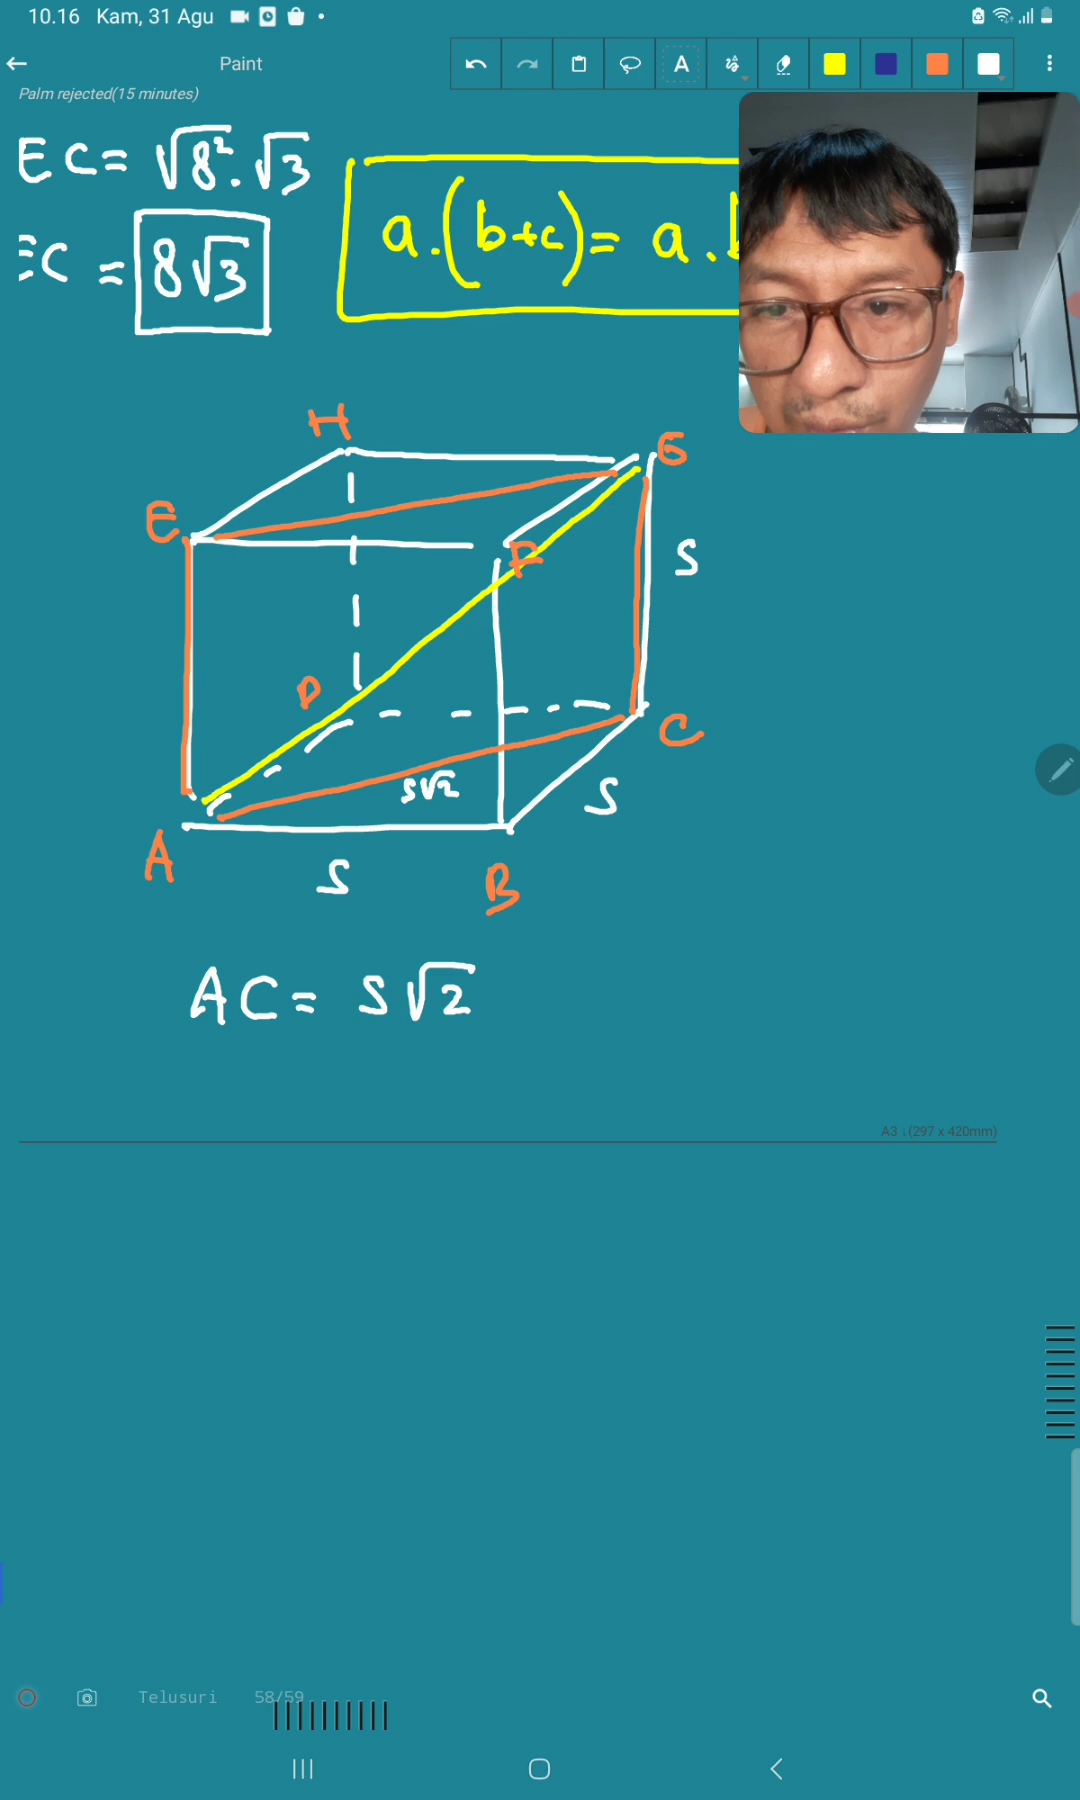 10.16 Kam, 31 Agu
Paint
A
Palm rejected(15 minutes)
EC = √8². √3
EC = 8√3
a.(b+c) = a.b
H
G
E
F
S
D
C
S√2
S
A
S
B
AC = S√2
A3 : (297 x 420mm)
Telusuri 58/59